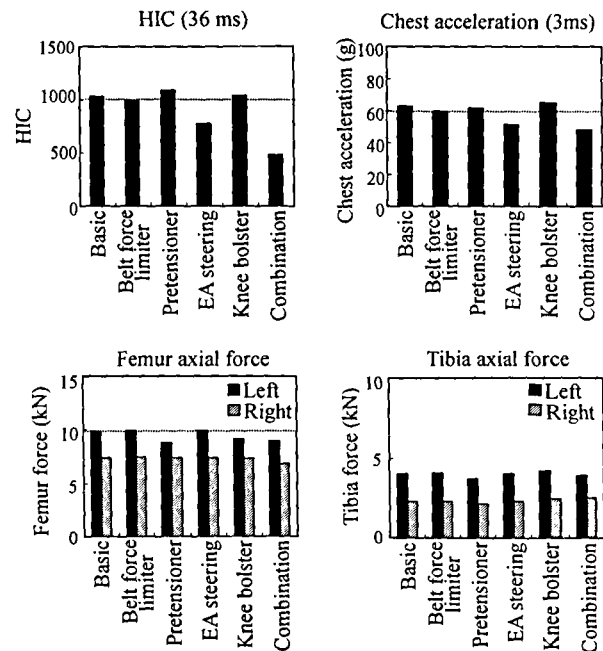 HIC (36 ms)
1500
1000
500
0
HIC
Basic
Belt force
limiter
Pretensioner
EA steering
Knee bolster
Combination
Chest acceleration (3ms)
100
80
60
40
20
0
Chest acceleration (g)
Basic
Belt force
limiter
Pretensioner
EA steering
Knee bolster
Combination
Femur axial force
15
10
5
0
Femur force (kN)
Left
Right
Basic
Belt force
limiter
Pretensioner
EA steering
Knee bolster
Combination
Tibia axial force
10
5
0
Tibia force (kN)
Left
Right
Basic
Belt force
limiter
Pretensioner
EA steering
Knee bolster
Combination